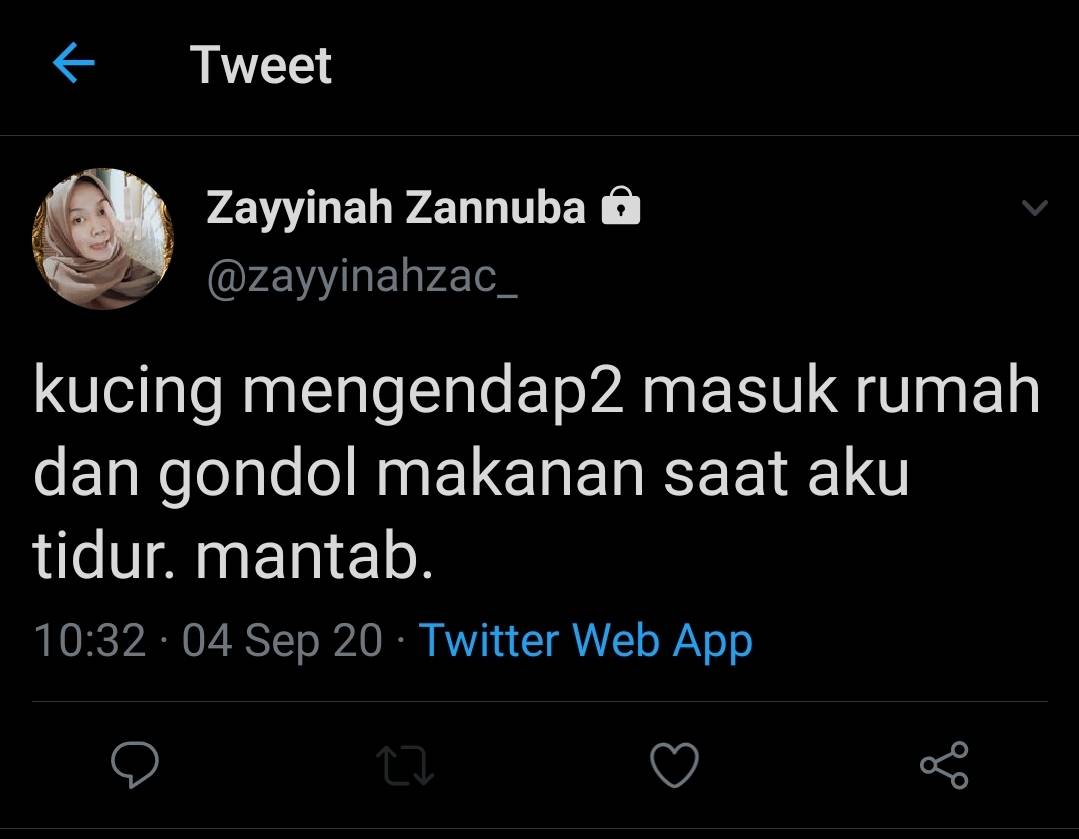 Tweet
Zayyinah Zannuba
@zayyinahzac_
kucing mengendap2 masuk rumah
dan gondol makanan saat aku
tidur. mantab.
10:32 · 04 Sep 20 · Twitter Web App